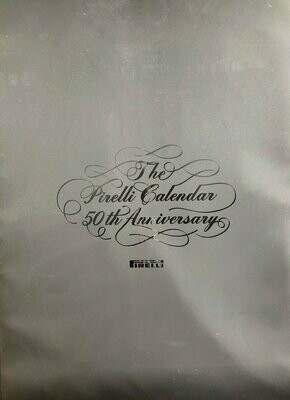 The
Pirelli Calendar
50th Anniversary
PIRELLI